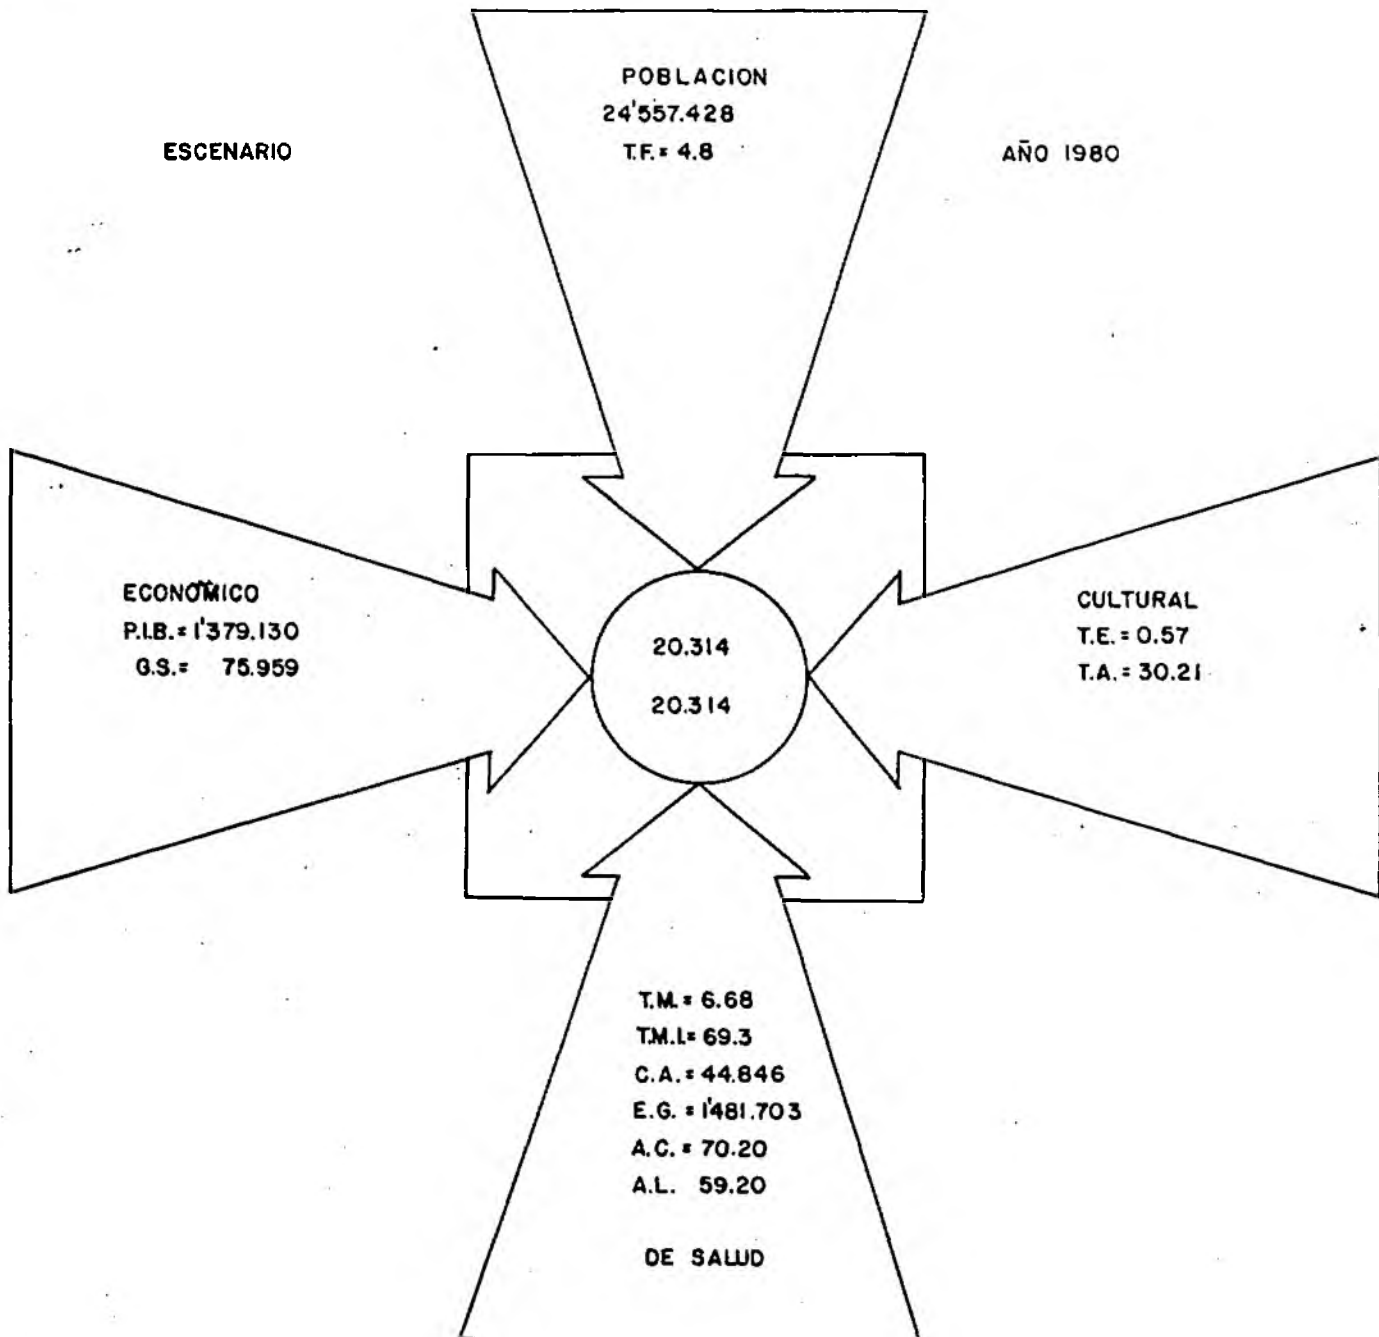 POBLACION
24'557.428
T.F.= 4.8
ESCENARIO
AÑO 1980
ECONOMICO
P.I.B.= 1'379.130
G.S.= 75.959
20.314
20.314
CULTURAL
T.E.= 0.57
T.A.= 30.21
T.M.= 6.68
T.M.I.= 69.3
C.A.= 44.846
E.G.= 1'481.703
A.C.= 70.20
A.L. 59.20
DE SALUD